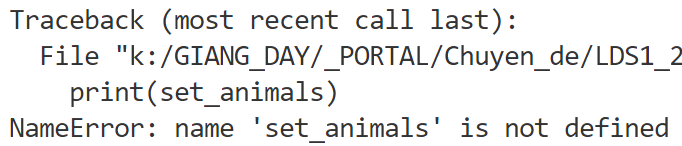 Traceback (most recent call last):
  File "k:/GIANG_DAY/_PORTAL/Chuyen_de/LDS1_2
    print(set_animals)
NameError: name 'set_animals' is not defined